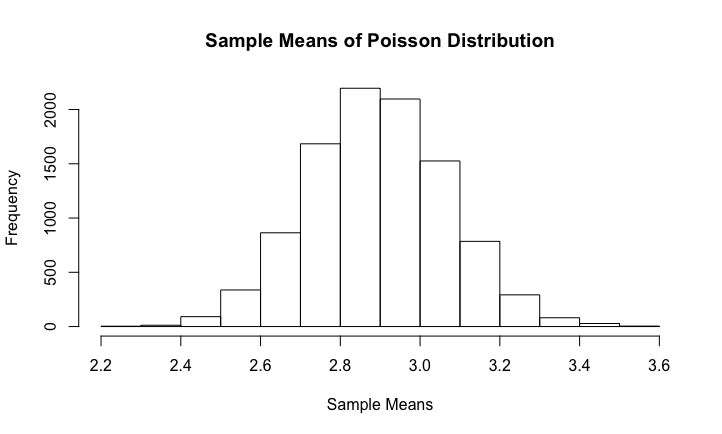 Sample Means of Poisson Distribution
Frequency
2000
1500
1000
500
0
2.2 2.4 2.6 2.8 3.0 3.2 3.4 3.6
Sample Means